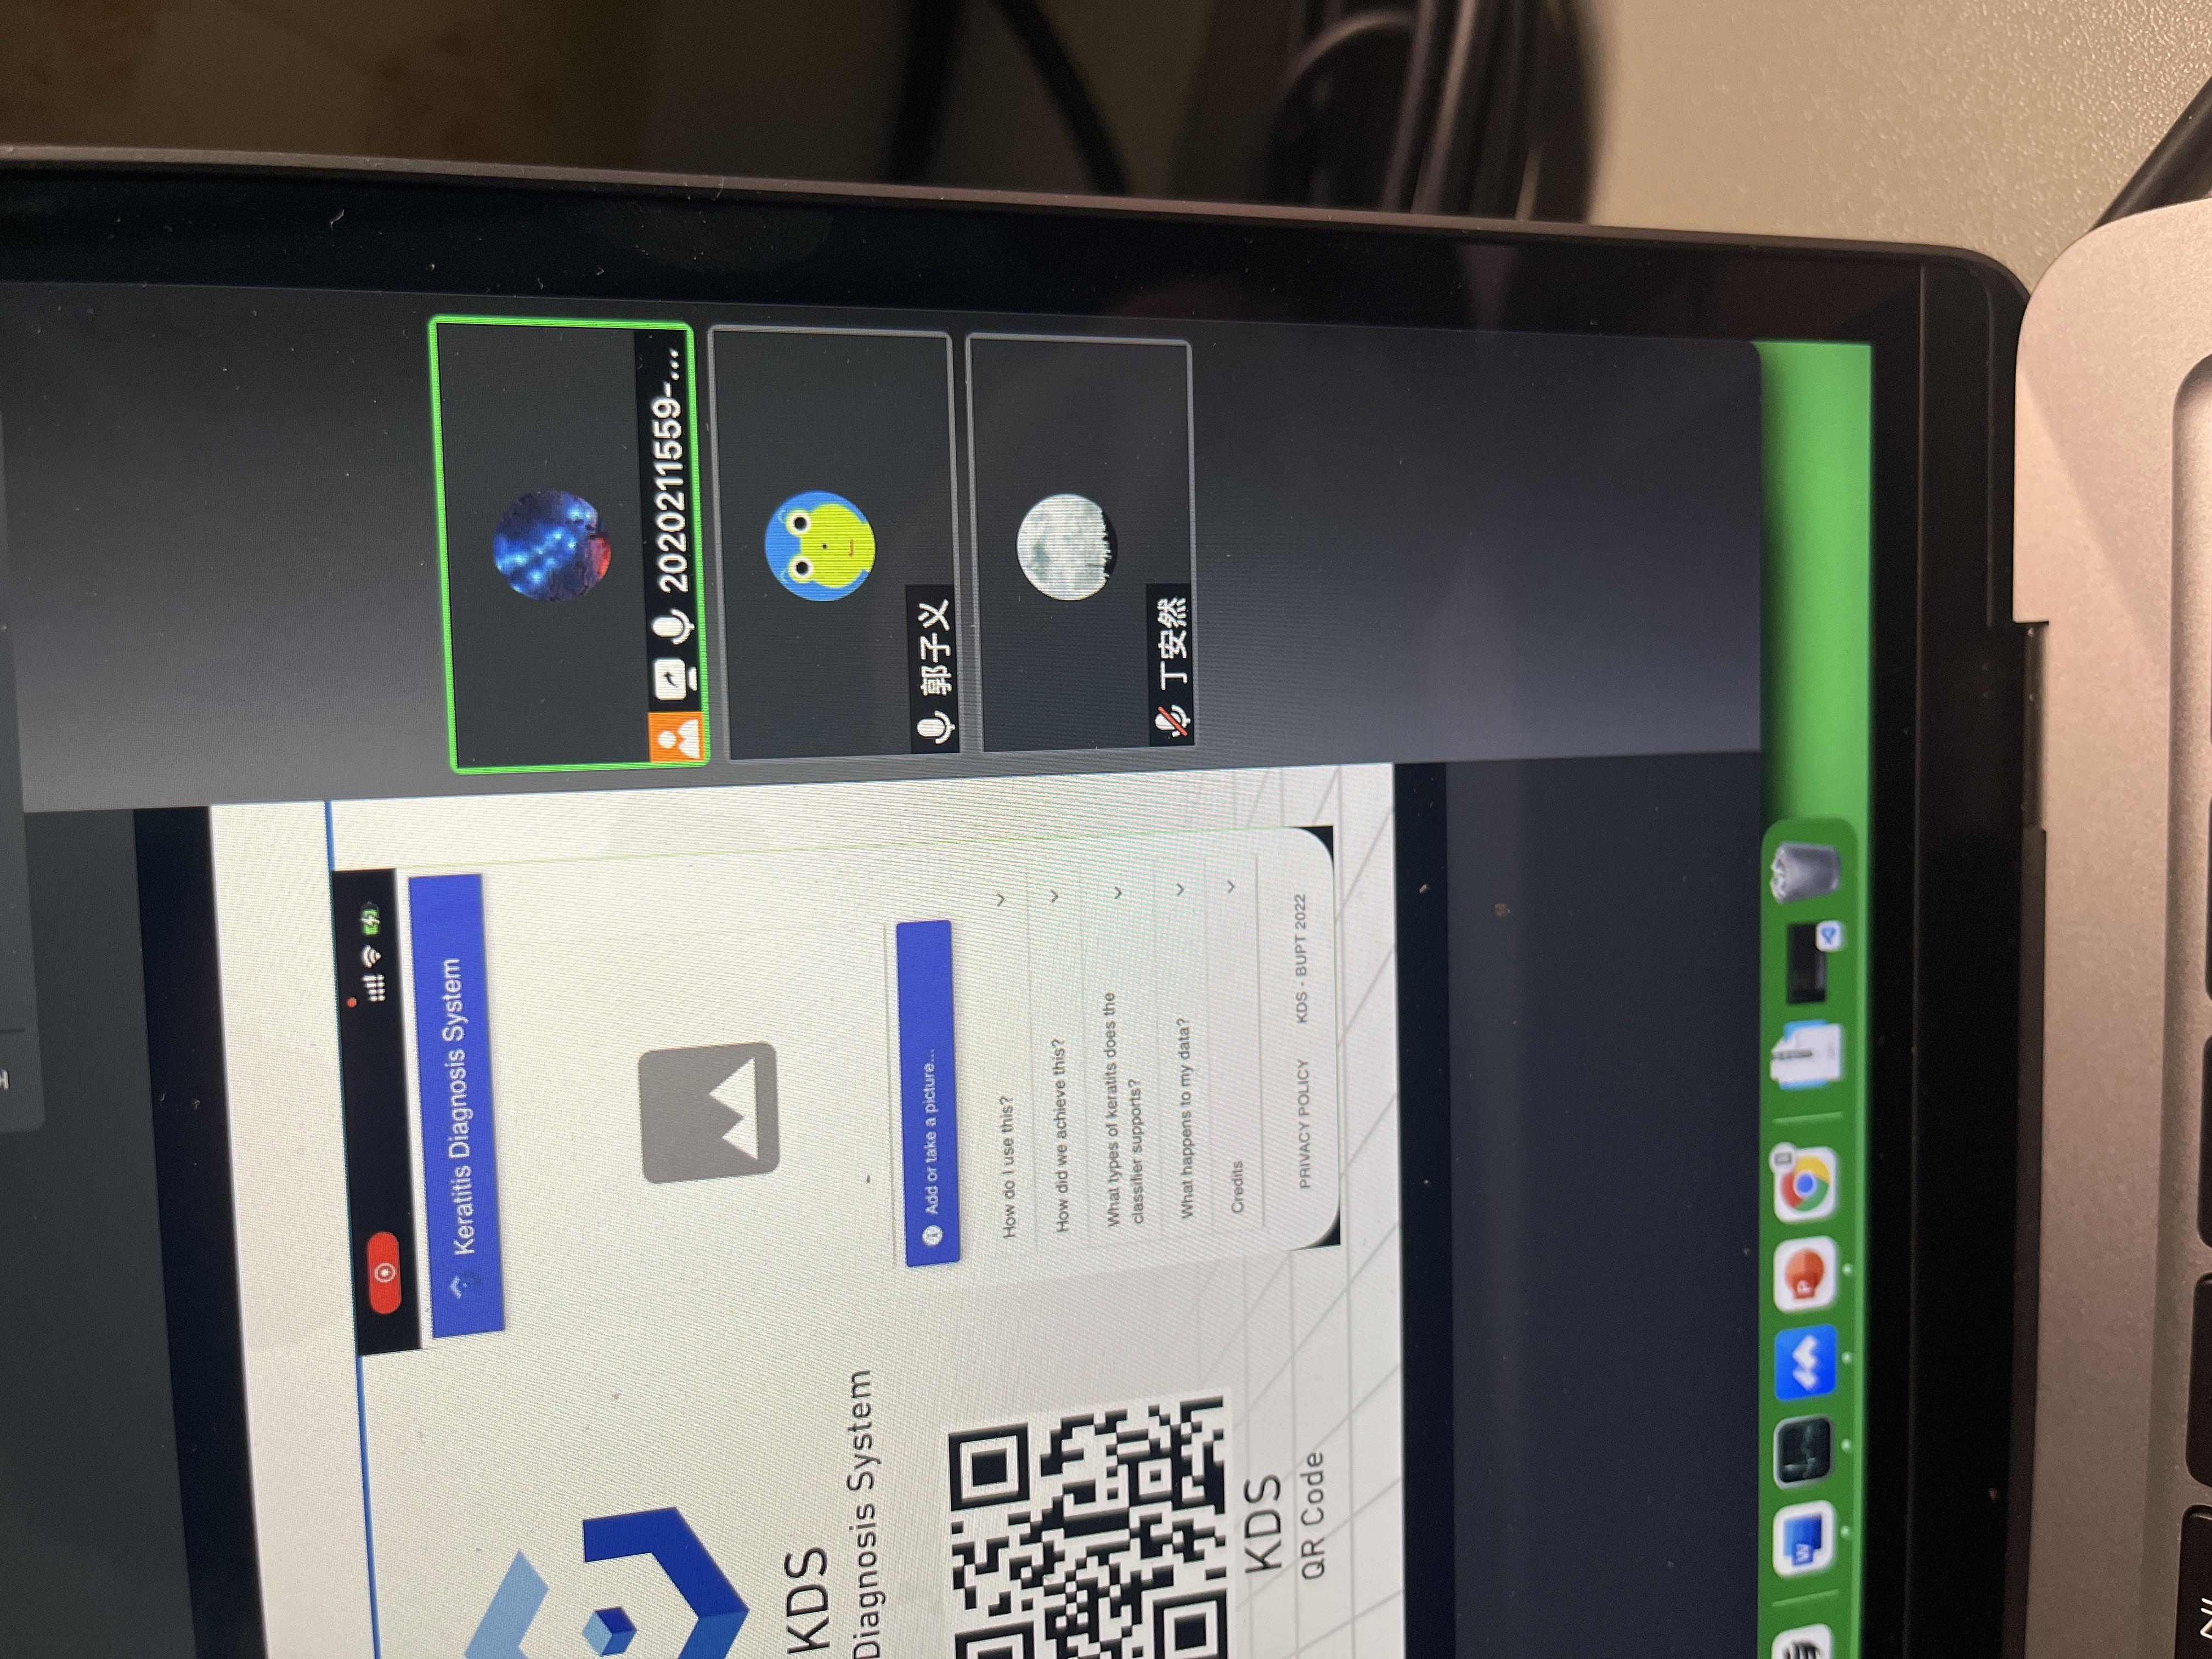 KDS
Diagnosis System
KDS
QR Code
Keratitis Diagnosis System
Add or take a picture...
How do I use this?
How did we achieve this?
What types of keratits does the
classifier supports?
What happens to my data?
Credits
PRIVACY POLICY KDS - BUPT 2022
2020211559-...
郭子义
丁安然
P
W